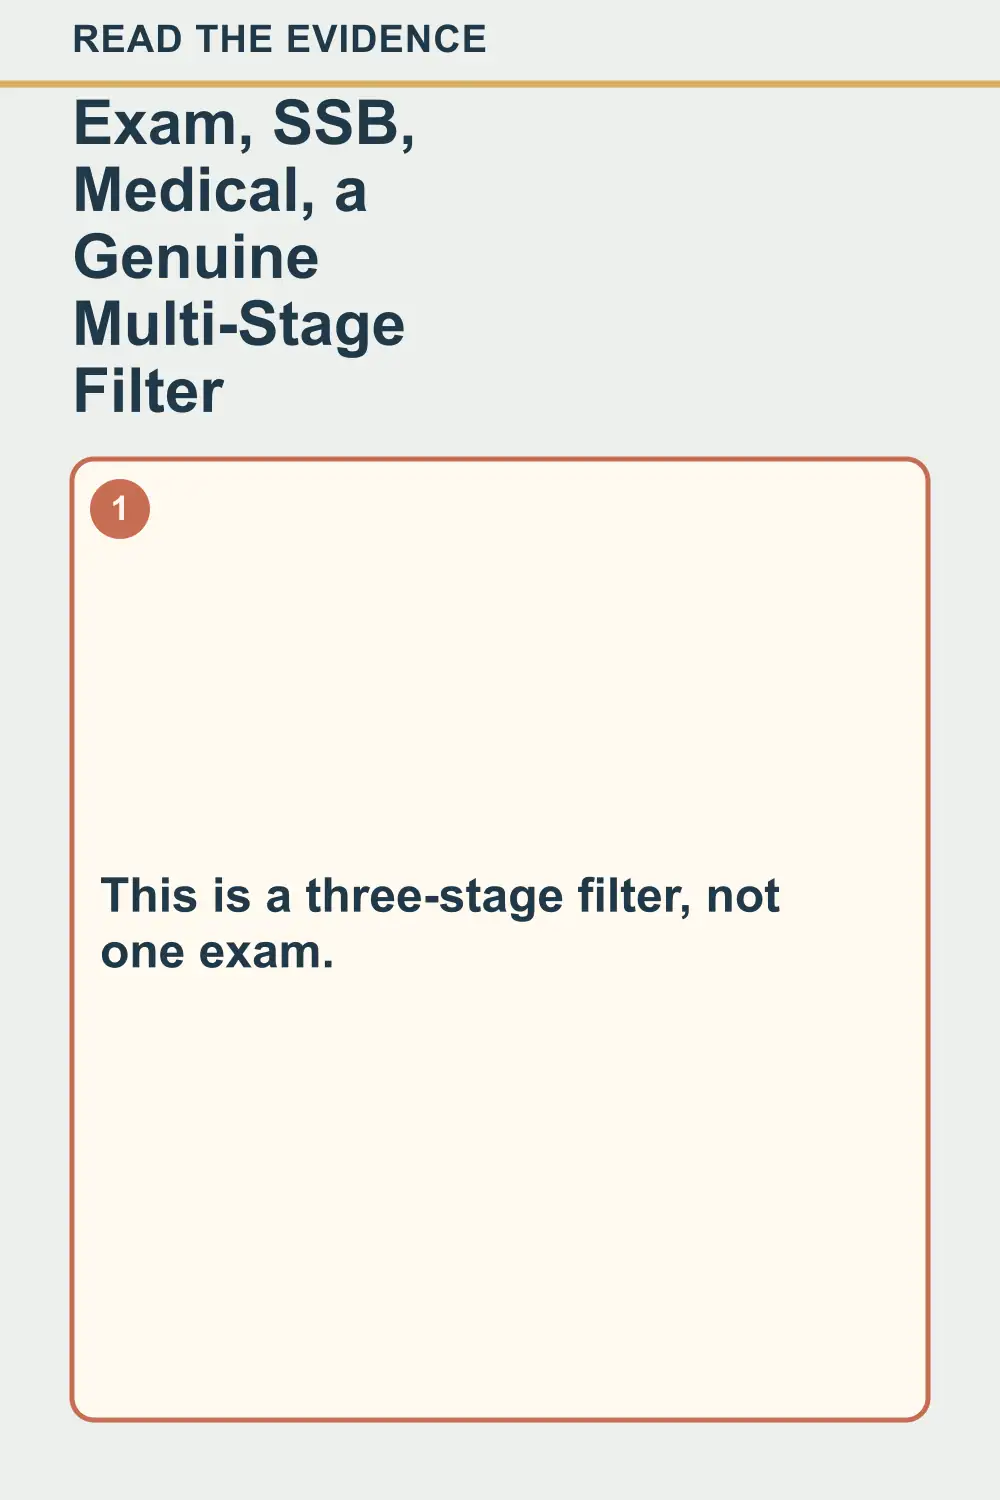 READ THE EVIDENCE
Exam, SSB,
Medical, a
Genuine
Multi-Stage
Filter
1
This is a three-stage filter, not
one exam.